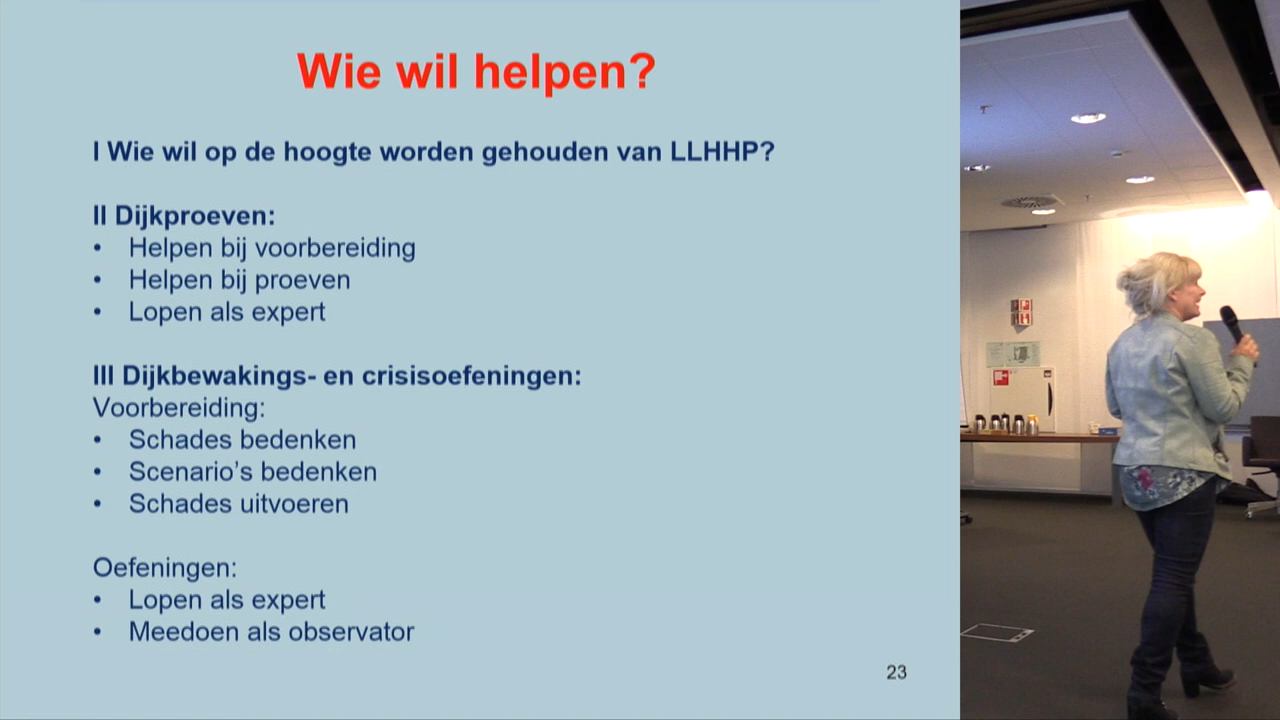 Wie wil helpen?
I Wie wil op de hoogte worden gehouden van LLHHP?
II Dijkproeven:
• Helpen bij voorbereiding
• Helpen bij proeven
• Lopen als expert
III Dijkbewakings- en crisisoefeningen:
Voorbereiding:
• Schades bedenken
• Scenario's bedenken
• Schades uitvoeren
Oefeningen:
• Lopen als expert
• Meedoen als observator
23